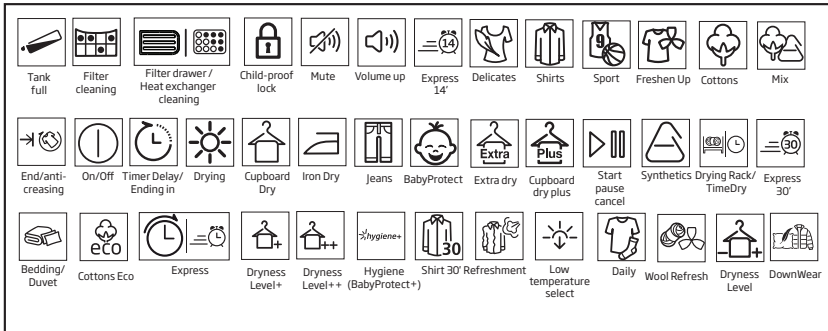 14
9
Tank full
Filter cleaning
Filter drawer /
Heat exchanger
cleaning
Child-proof
lock
Mute
Volume up
Express
14'
Delicates
Shirts
Sport
Freshen Up
Cottons
Mix
Extra
Plus
30
End/anti-
creasing
On/Off
Timer Delay/
Ending in
Drying
Cupboard
Dry
Iron Dry
Jeans
BabyProtect
Extra dry
Cupboard
dry plus
Start
pause
cancel
Synthetics
Drying Rack/
TimeDry
Express
30'
eco
+
++
hygiene+
30
- +
Bedding/
Duvet
Cottons Eco
Express
Dryness
Level+
Dryness
Level++
Hygiene
(BabyProtect+)
Shirt 30'
Refreshment
Low
temperature
select
Daily
Wool Refresh
Dryness
Level
DownWear